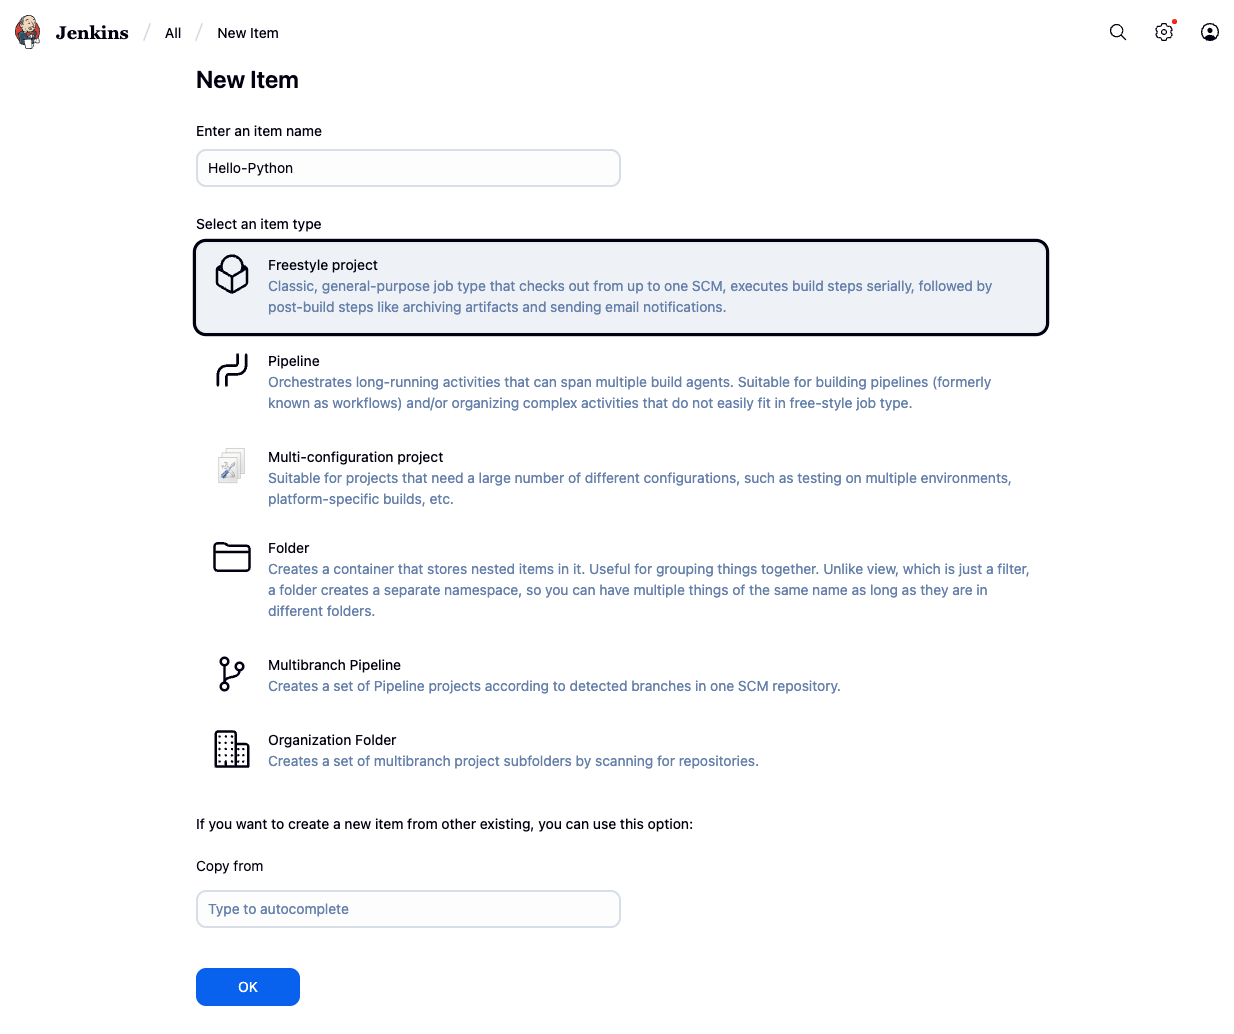 Jenkins / All / New Item
New Item
Enter an item name
Hello-Python
Select an item type
Freestyle project
Classic, general-purpose job type that checks out from up to one SCM, executes build steps serially, followed by
post-build steps like archiving artifacts and sending email notifications.
Pipeline
Orchestrates long-running activities that can span multiple build agents. Suitable for building pipelines (formerly
known as workflows) and/or organizing complex activities that do not easily fit in free-style job type.
Multi-configuration project
Suitable for projects that need a large number of different configurations, such as testing on multiple environments,
platform-specific builds, etc.
Folder
Creates a container that stores nested items in it. Useful for grouping things together. Unlike view, which is just a filter,
a folder creates a separate namespace, so you can have multiple things of the same name as long as they are in
different folders.
Multibranch Pipeline
Creates a set of Pipeline projects according to detected branches in one SCM repository.
Organization Folder
Creates a set of multibranch project subfolders by scanning for repositories.
If you want to create a new item from other existing, you can use this option:
Copy from
Type to autocomplete
OK